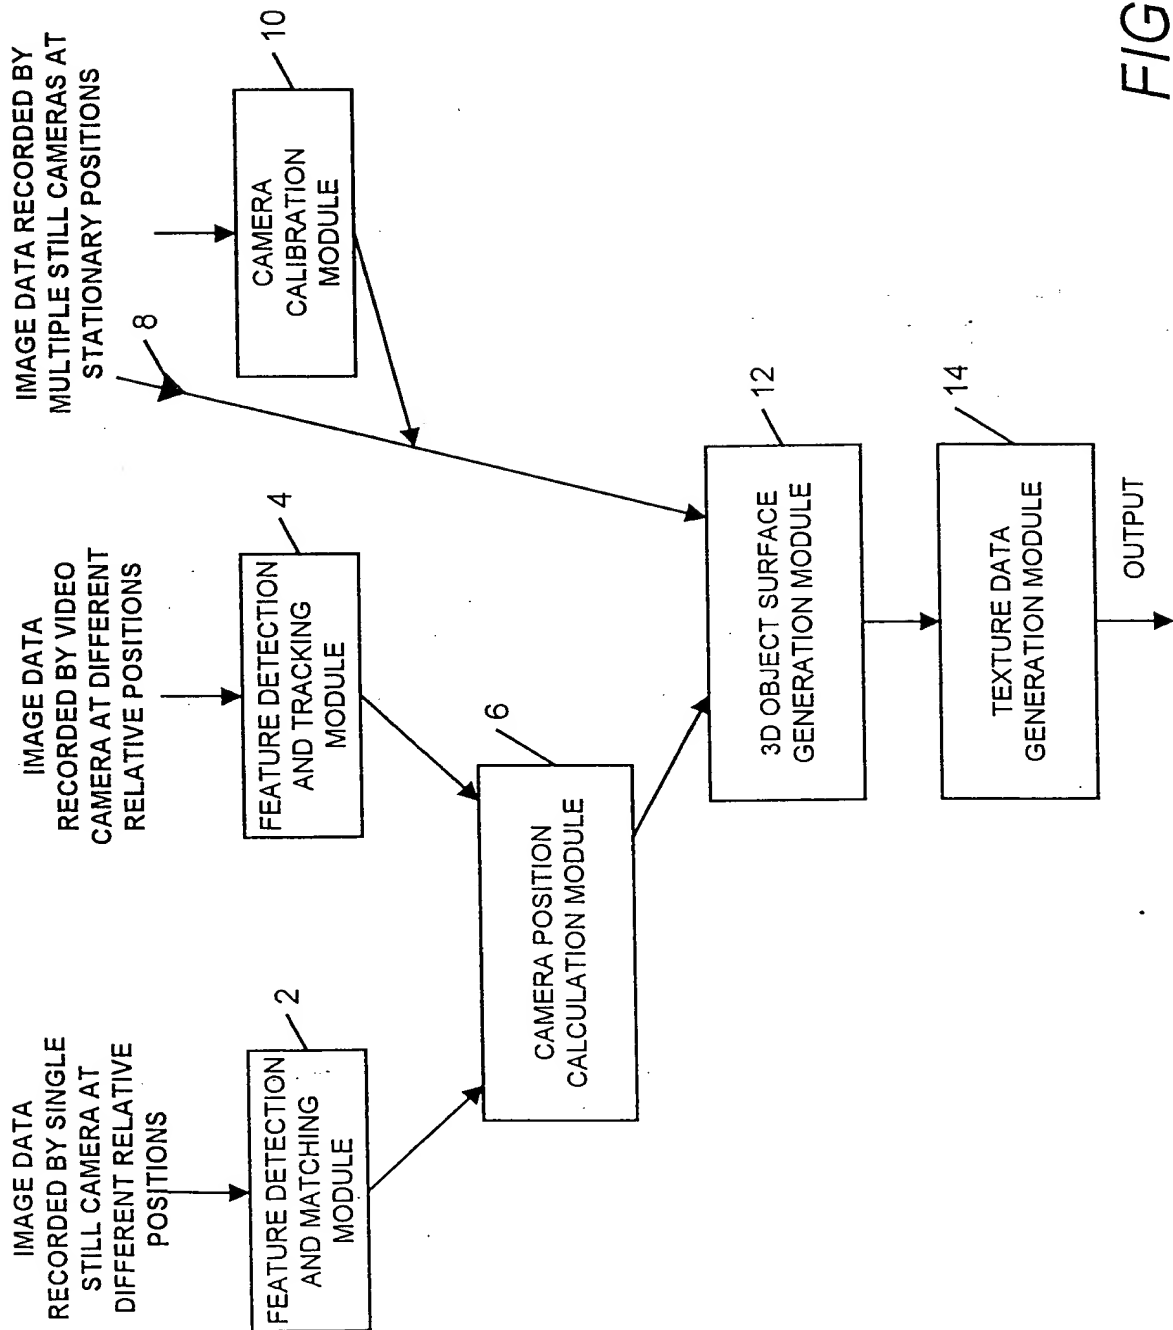 IMAGE DATA
RECORDED BY SINGLE
STILL CAMERA AT
DIFFERENT RELATIVE
POSITIONS
IMAGE DATA
RECORDED BY VIDEO
CAMERA AT DIFFERENT
RELATIVE POSITIONS
IMAGE DATA RECORDED BY
MULTIPLE STILL CAMERAS AT
STATIONARY POSITIONS
8
2
FEATURE DETECTION
AND MATCHING
MODULE
4
FEATURE DETECTION
AND TRACKING
MODULE
10
CAMERA
CALIBRATION
MODULE
6
CAMERA POSITION
CALCULATION MODULE
12
3D OBJECT SURFACE
GENERATION MODULE
14
TEXTURE DATA
GENERATION MODULE
OUTPUT
FIG